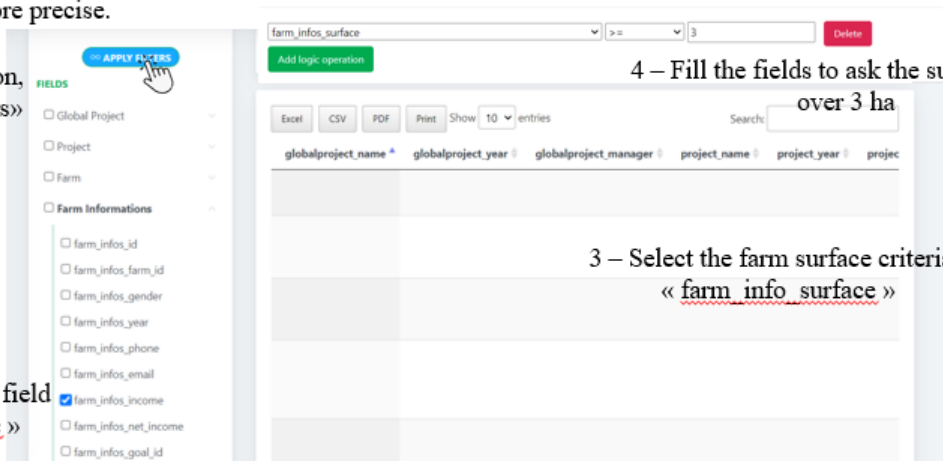 re precise.
farm_infos_surface >= 3 Delete
Add logic operation
APPLY FILTERS
4 – Fill the fields to ask the su
over 3 ha
on,
s»
FIELDS
Global Project
Project
Farm
Farm Informations
farm_infos_id
farm_infos_farm_id
farm_infos_gender
farm_infos_year
farm_infos_phone
farm_infos_email
farm_infos_income
farm_infos_net_income
farm_infos_goal_id
field
»
Excel CSV PDF Print Show 10 entries Search:
globalproject_name globalproject_year globalproject_manager project_name project_year projec
3 – Select the farm surface criteria
« farm_info_surface »